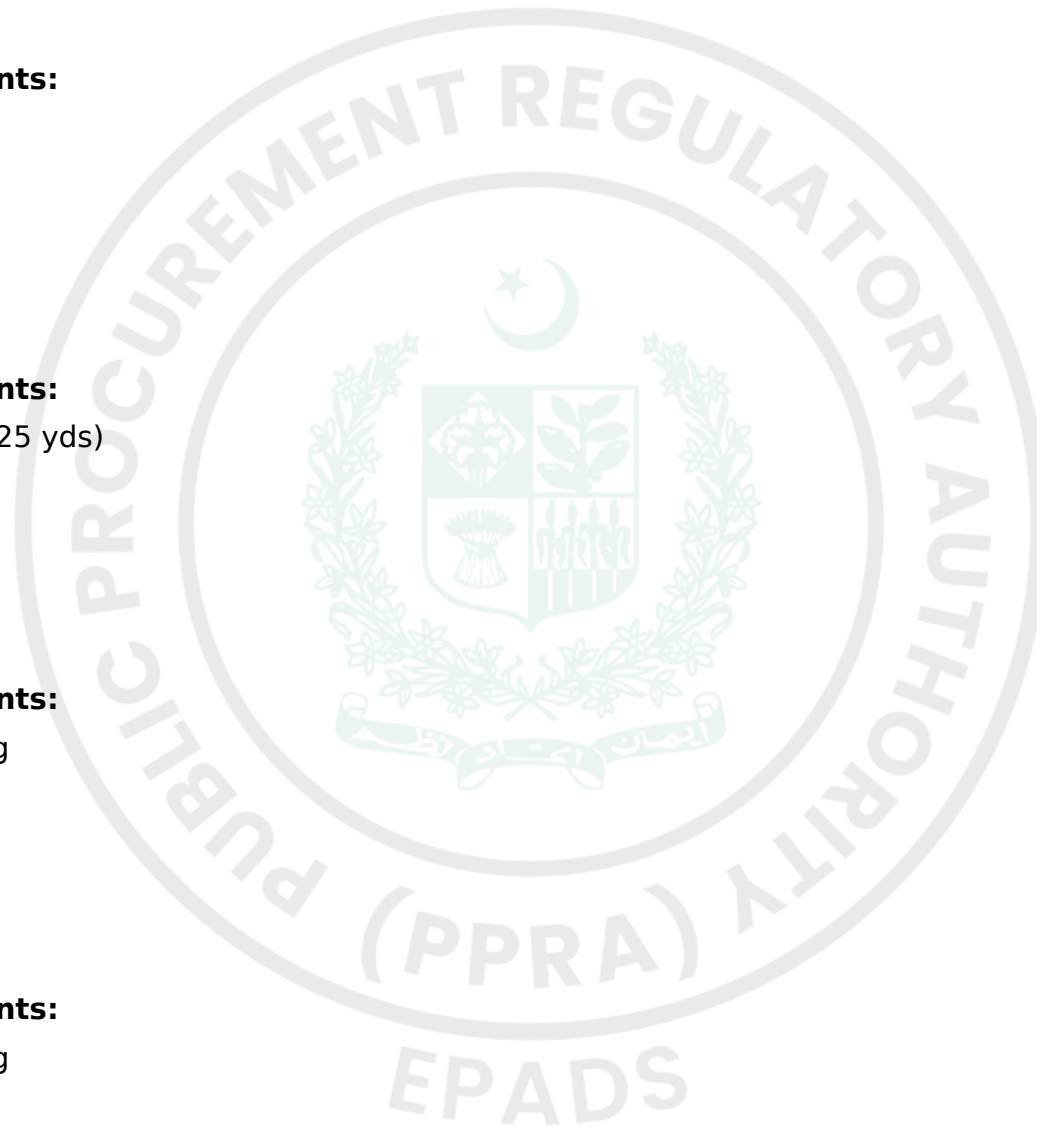 nts:
nts:
25 yds)
nts:
g
nts:
g
PUBLIC PROCUREMENT REGULATORY AUTHORITY
(PPRA)
EPADS